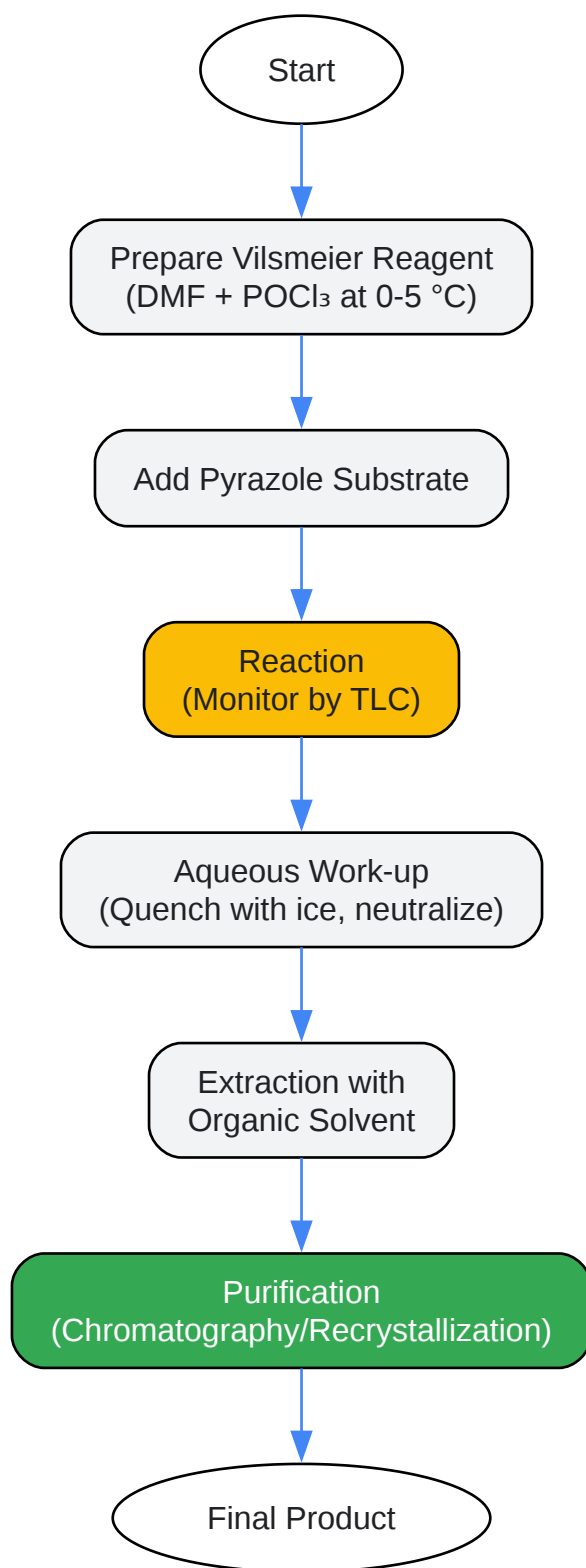 Start
Prepare Vilsmeier Reagent
(DMF + POCl₃ at 0-5 °C)
Add Pyrazole Substrate
Reaction
(Monitor by TLC)
Aqueous Work-up
(Quench with ice, neutralize)
Extraction with
Organic Solvent
Purification
(Chromatography/Recrystallization)
Final Product